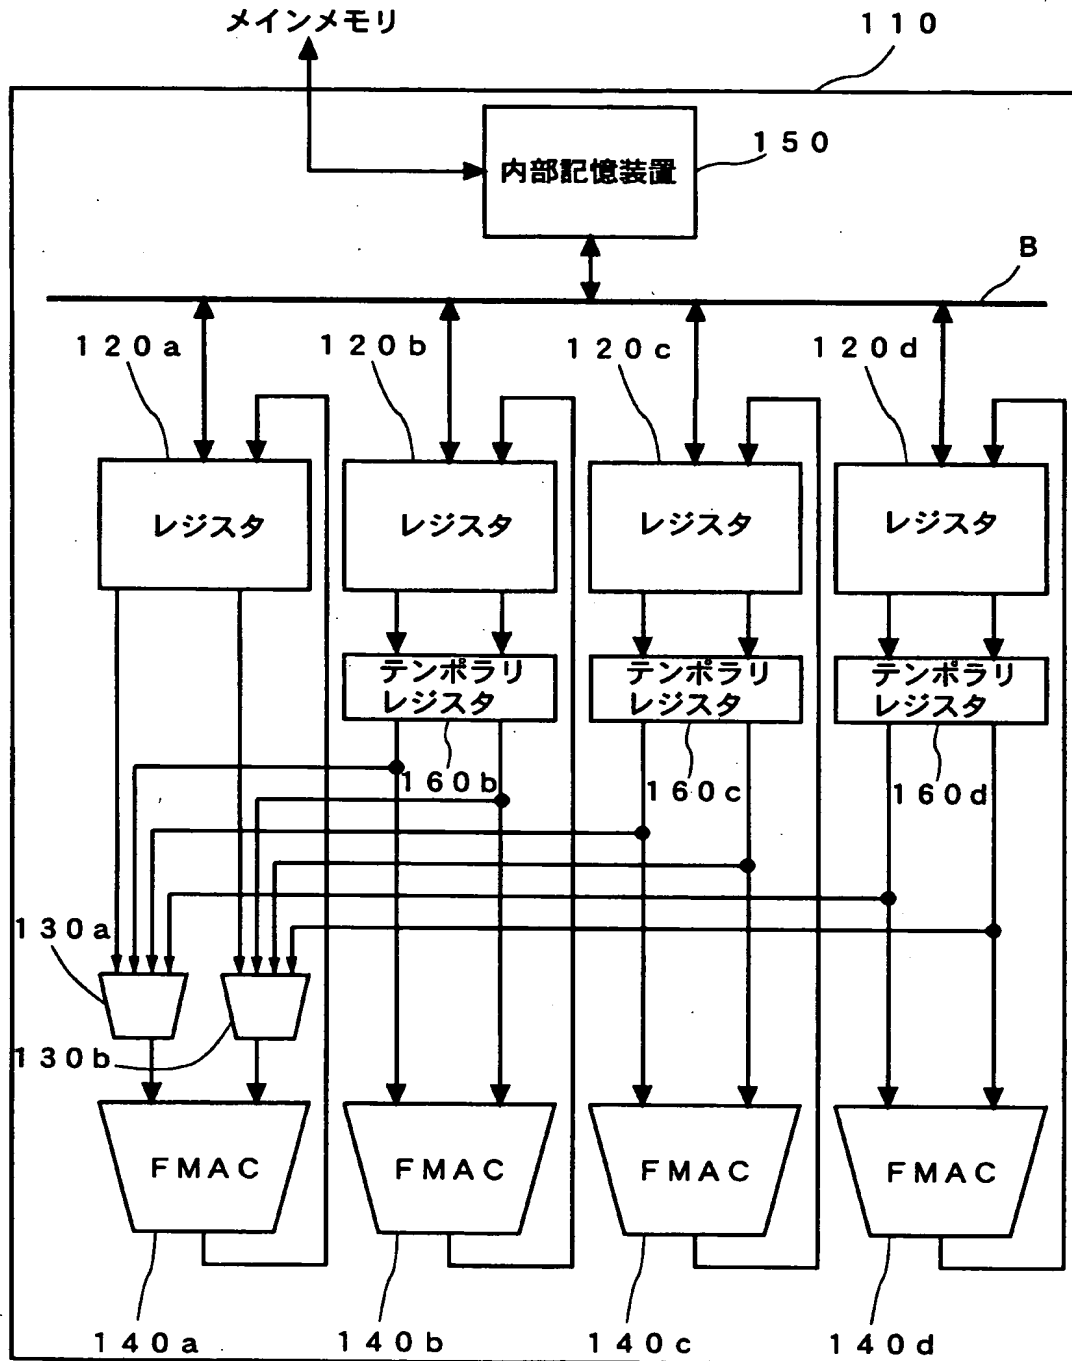 メインメモリ
１１０
内部記憶装置
１５０
B
１２０a
１２０b
１２０c
１２０d
レジスタ
レジスタ
レジスタ
レジスタ
テンポラリ
レジスタ
テンポラリ
レジスタ
テンポラリ
レジスタ
１６０b
１６０c
１６０d
１３０a
１３０b
ＦＭＡＣ
ＦＭＡＣ
ＦＭＡＣ
ＦＭＡＣ
１４０a
１４０b
１４０c
１４０d